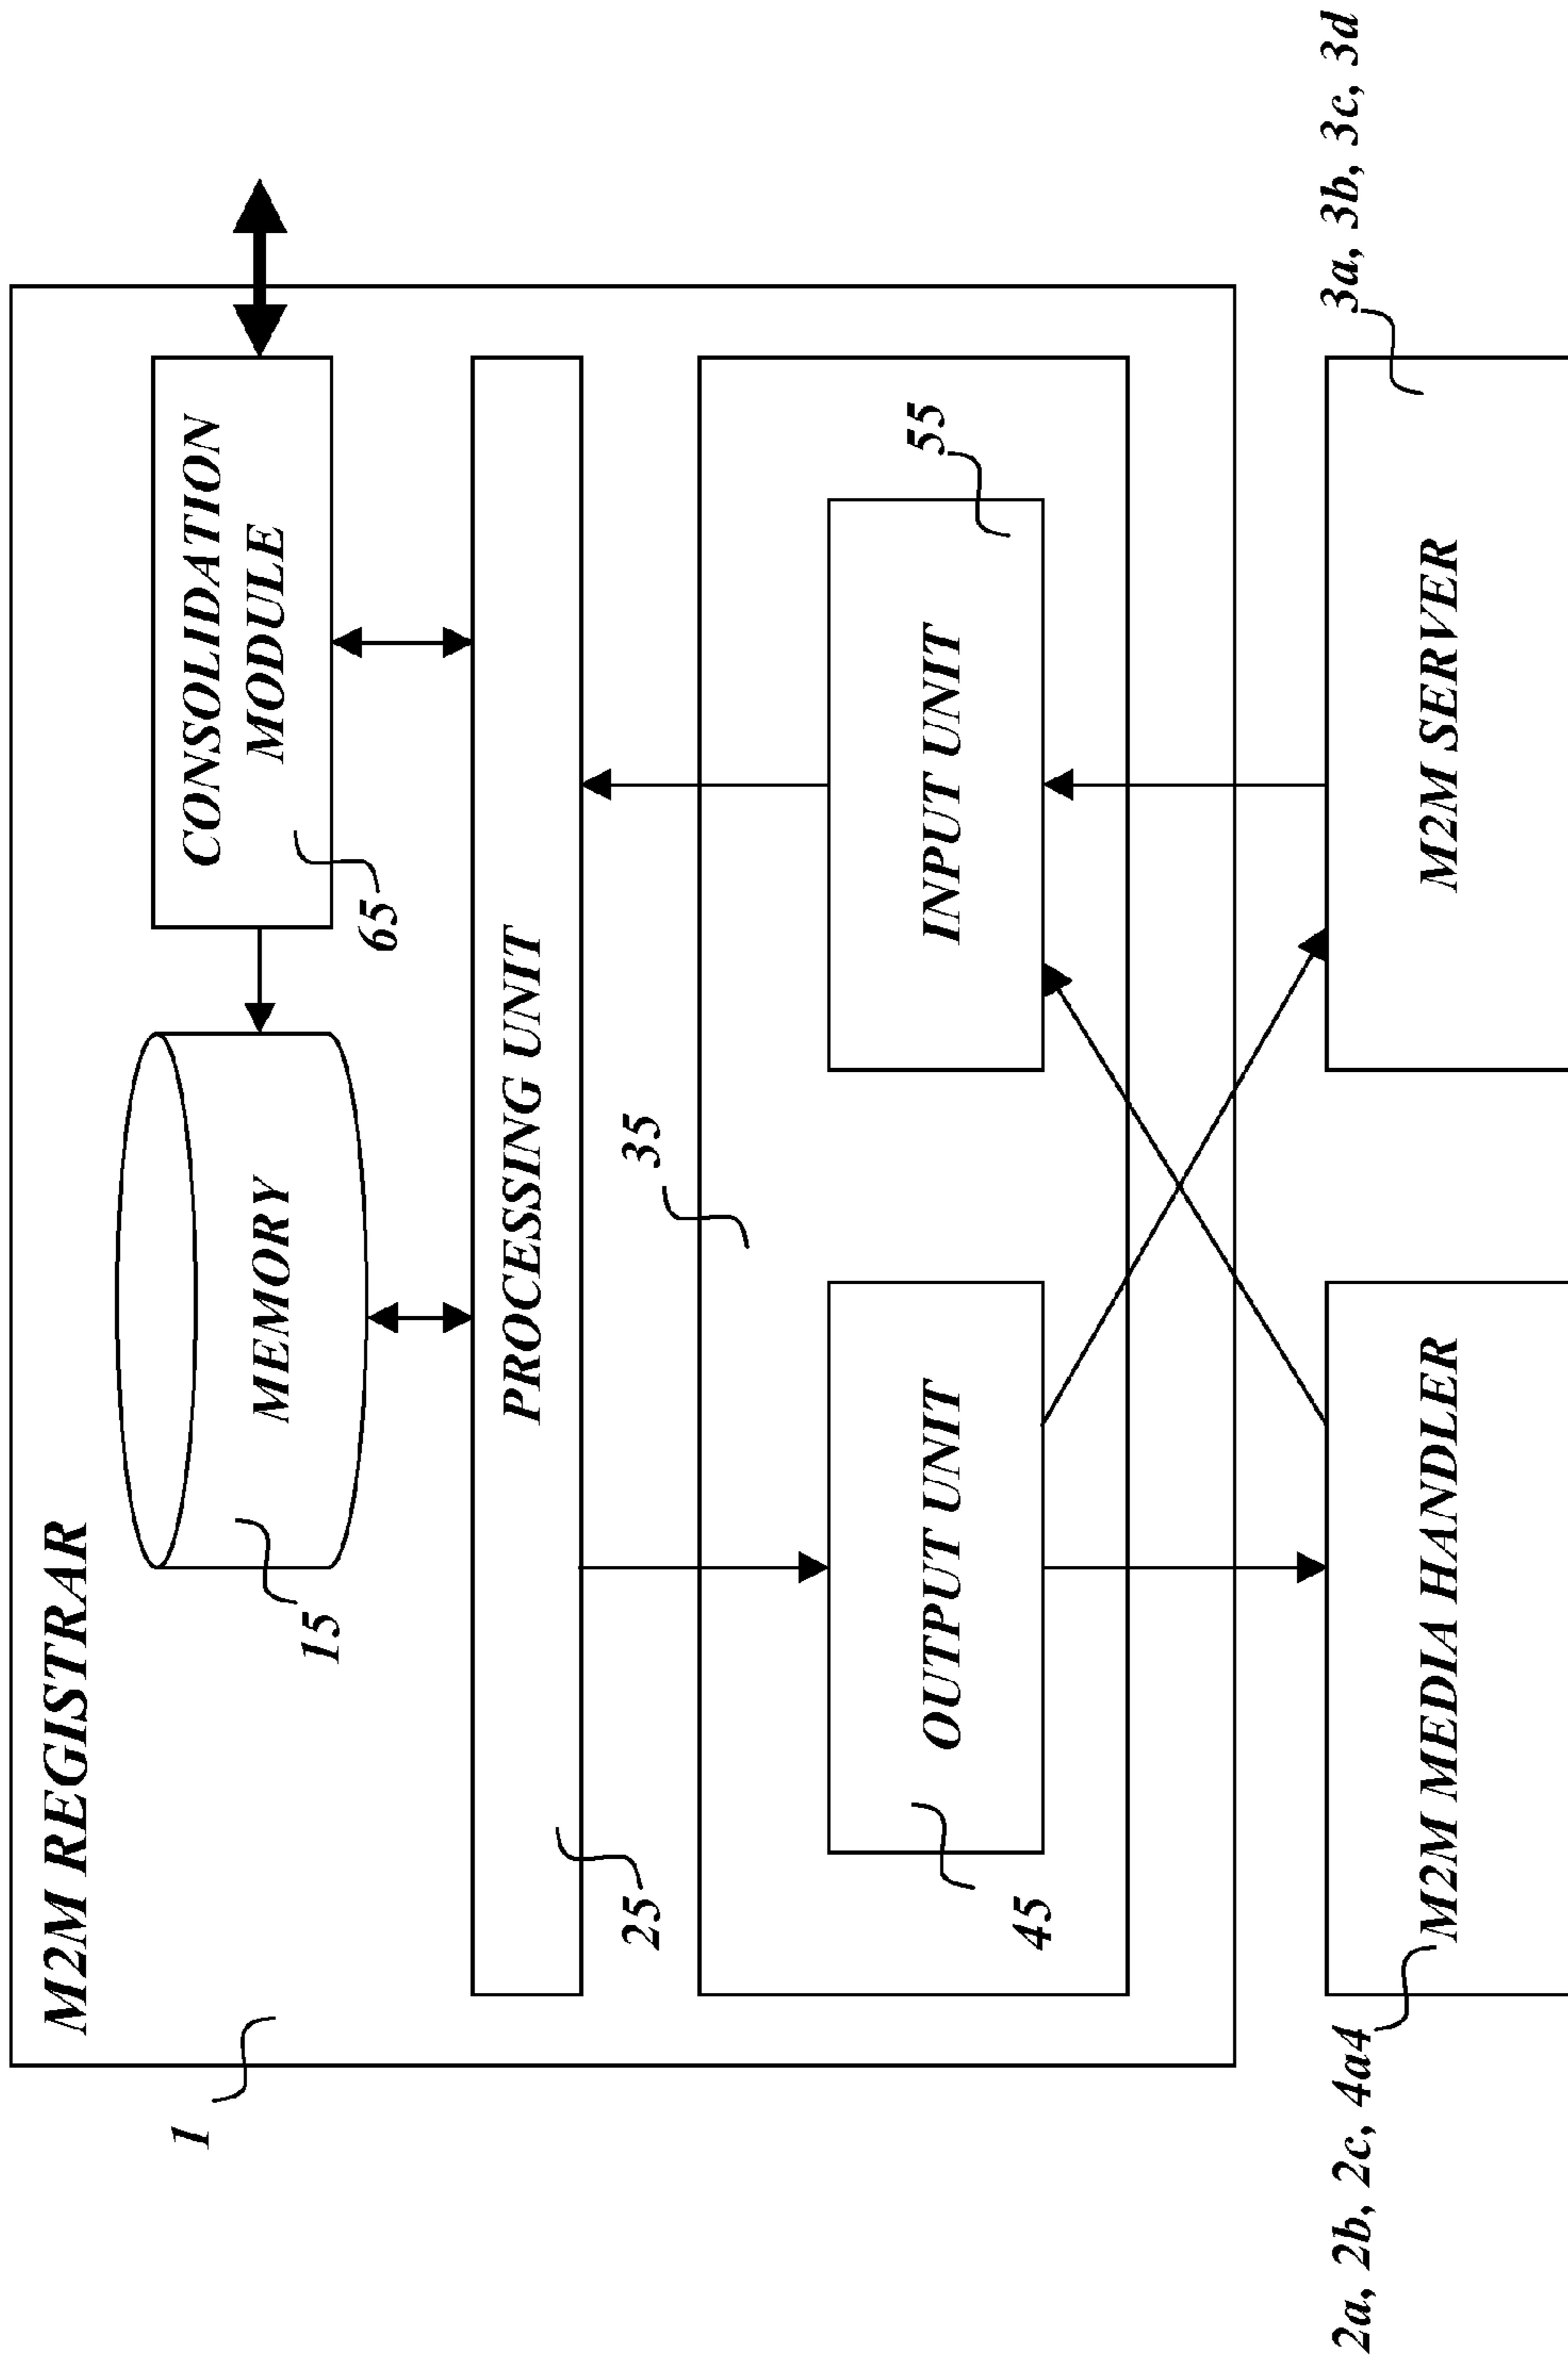 M2M REGISTRAR
1
MEMORY
15
CONSOLIDATION
MODULE
65
PROCESSING UNIT
25
35
OUTPUT UNIT
45
INPUT UNIT
55
M2M MEDIA HANDLER
2a, 2b, 2c, 4a4
M2M SERVER
3a, 3b, 3c, 3d